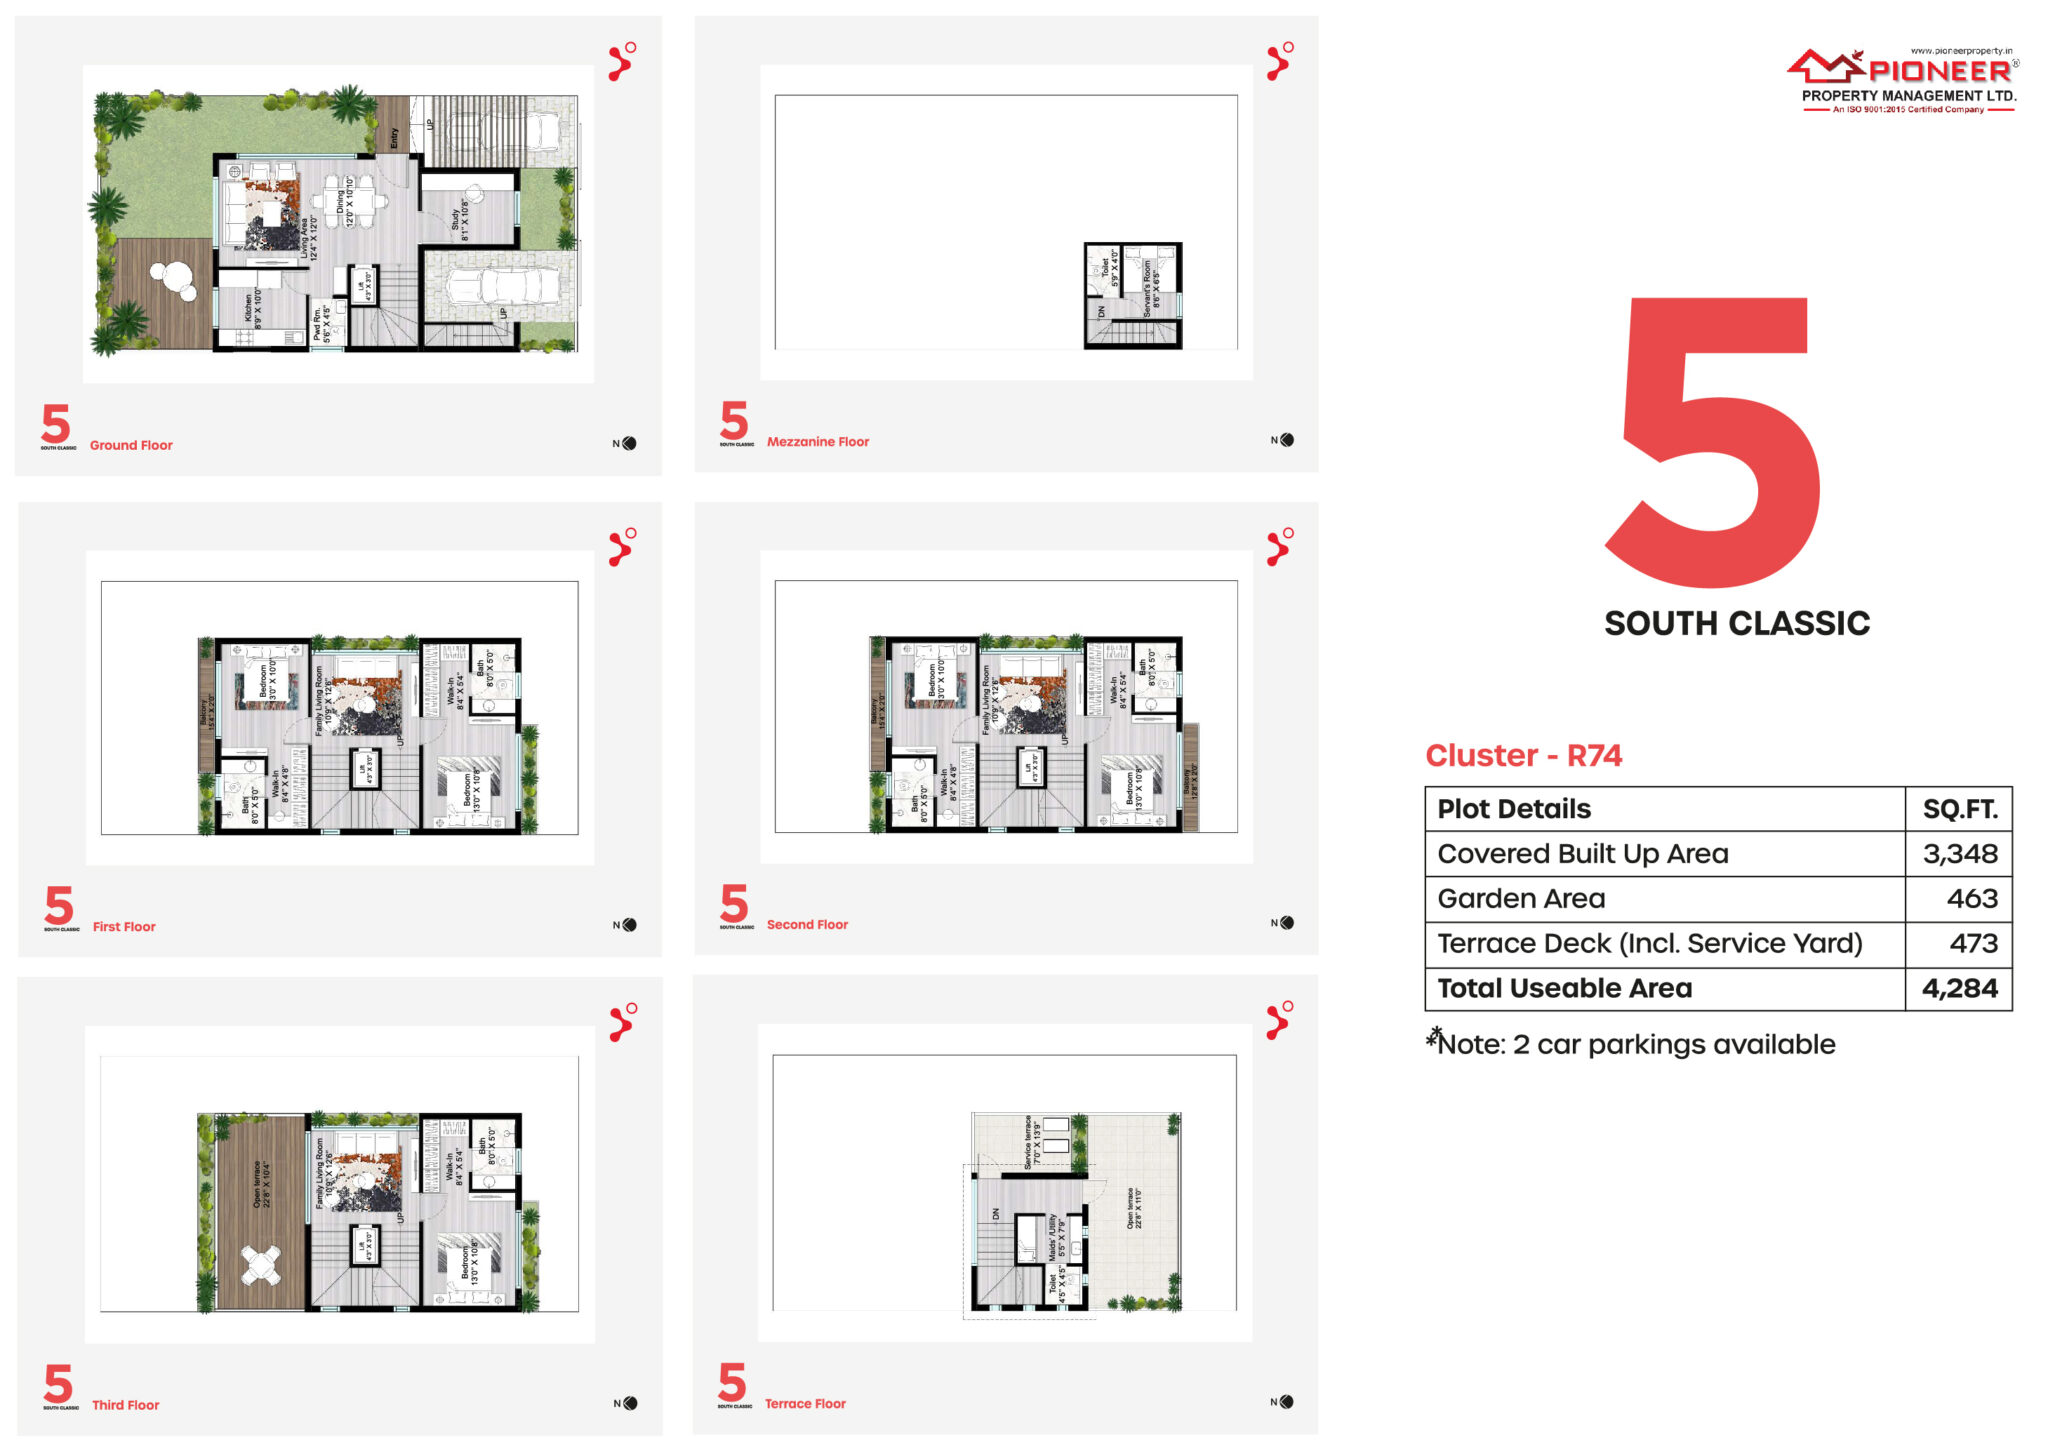 Entry
UP
Living Area
12'4" X 12'0"
Dining
12'0" X 10'10"
Study
8'1" X 10'8"
Kitchen
8'9" X 10'0"
Pwd Rm.
5'6" X 4'5"
Lift
4'3" X 3'0"
UP
5
SOUTH CLASSIC
Ground Floor
N
Toilet
5'9" X 4'0"
Servant's Room
8'6" X 6'5"
DN
5
SOUTH CLASSIC
Mezzanine Floor
N
www.pioneerproperty.in
PIONEER®
PROPERTY MANAGEMENT LTD.
An ISO 9001:2015 Certified Company
5
SOUTH CLASSIC
Balcony
15'4" X 2'0"
Bedroom
13'0" X 10'0"
Family Living Room
10'9" X 12'6"
Walk-In
8'4" X 5'4"
Bath
8'0" X 5'0"
UP
Bath
8'0" X 5'0"
Walk-In
8'4" X 4'8"
Lift
4'3" X 3'0"
Bedroom
13'0" X 10'8"
5
SOUTH CLASSIC
First Floor
N
Balcony
15'4" X 2'0"
Bedroom
13'0" X 10'0"
Family Living Room
10'9" X 12'6"
Walk-In
8'4" X 5'4"
Bath
8'0" X 5'0"
UP
Bath
8'0" X 5'0"
Walk-In
8'4" X 4'8"
Lift
4'3" X 3'0"
Bedroom
13'0" X 10'8"
Balcony
12'8" X 2'0"
5
SOUTH CLASSIC
Second Floor
N
Cluster - R74
Plot Details SQ.FT.
Covered Built Up Area 3,348
Garden Area 463
Terrace Deck (Incl. Service Yard) 473
Total Useable Area 4,284
**Note: 2 car parkings available
Open terrace
22'8" X 10'4"
Family Living Room
10'9" X 12'6"
Walk-In
8'4" X 5'4"
Bath
8'0" X 5'0"
UP
Lift
4'3" X 3'0"
Bedroom
13'0" X 10'8"
5
SOUTH CLASSIC
Third Floor
N
Service terrace
7'0" X 13'9"
DN
Maids'/Utility
5'5" X 7'9"
Toilet
4'5" X 4'5"
Open terrace
22'8" X 11'0"
5
SOUTH CLASSIC
Terrace Floor
N